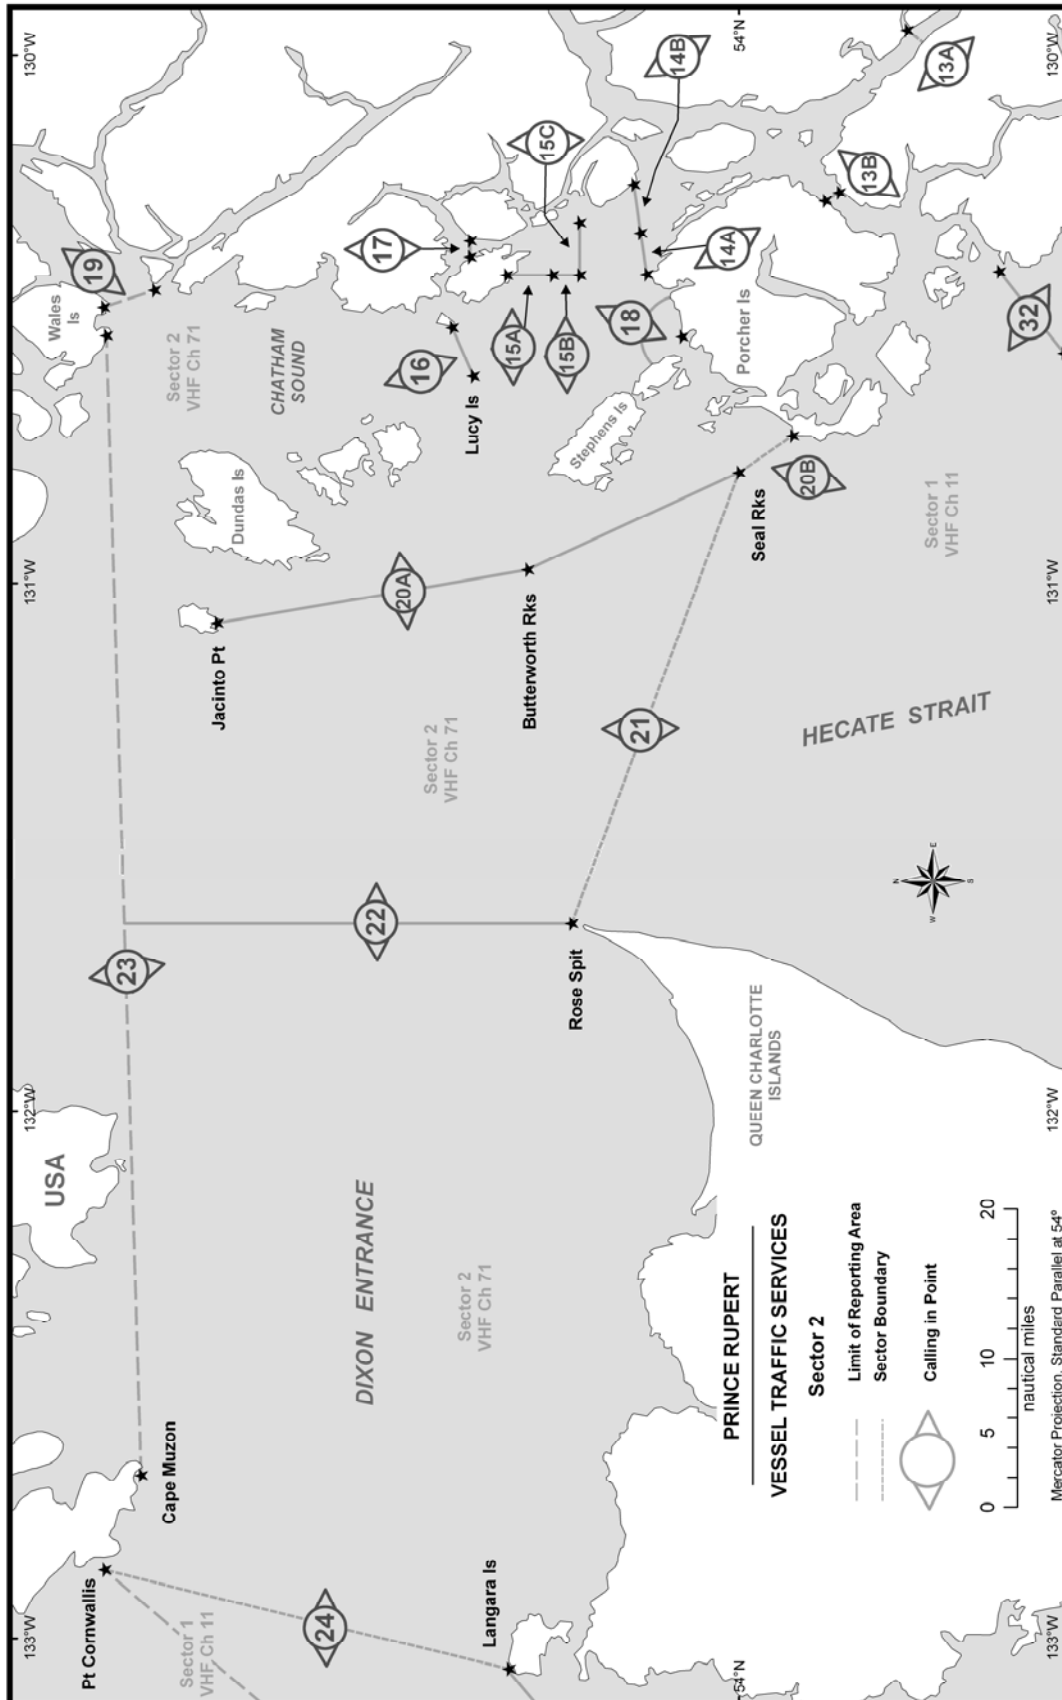 130°W
131°W
132°W
133°W
54°N
Wales
Is
19
Sector 2
VHF Ch 71
CHATHAM
SOUND
Dundas Is
17
16
Lucy Is
15A
15B
15C
14B
14A
18
Stephens Is
Porcher Is
13A
13B
32
Jacinto Pt
20A
Butterworth Rks
Seal Rks
20B
Sector 1
VHF Ch 11
Sector 2
VHF Ch 71
21
HECATE STRAIT
N
E
S
W
22
23
Rose Spit
QUEEN CHARLOTTE
ISLANDS
USA
DIXON ENTRANCE
Sector 2
VHF Ch 71
Cape Muzon
Pt Cornwallis
Sector 1
VHF Ch 11
24
Langara Is
PRINCE RUPERT
VESSEL TRAFFIC SERVICES
Sector 2
Limit of Reporting Area
Sector Boundary
Calling in Point
0 5 10 20
nautical miles
Mercator Projection, Standard Parallel at 54°
54°N
130°W
131°W
132°W
133°W